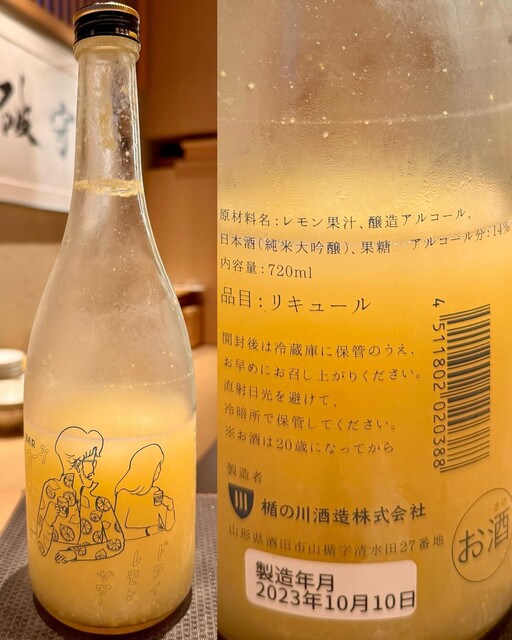 破 守
ドライ
レモン
サワー
原材料名：レモン果汁、醸造アルコール、
日本酒（純米大吟醸）、果糖 アルコール分：14%
内容量：720ml
品目：リキュール
開封後は冷蔵庫に保管のうえ、
お早めにお召し上がりください。
直射日光を避けて、
冷暗所で保管してください。
※お酒は20歳になってから
4 511802 020388
製造者
楯の川酒造株式会社
山形県酒田市山楯字清水田27番地
お酒
製造年月
2023年10月10日